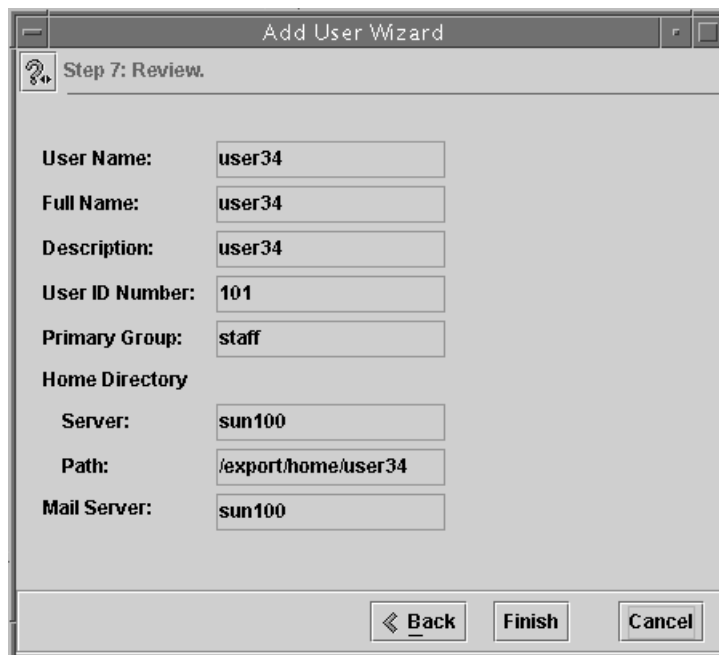 Add User Wizard
Step 7: Review.
User Name: user34
Full Name: user34
Description: user34
User ID Number: 101
Primary Group: staff
Home Directory
Server: sun100
Path: /export/home/user34
Mail Server: sun100
Back Finish Cancel